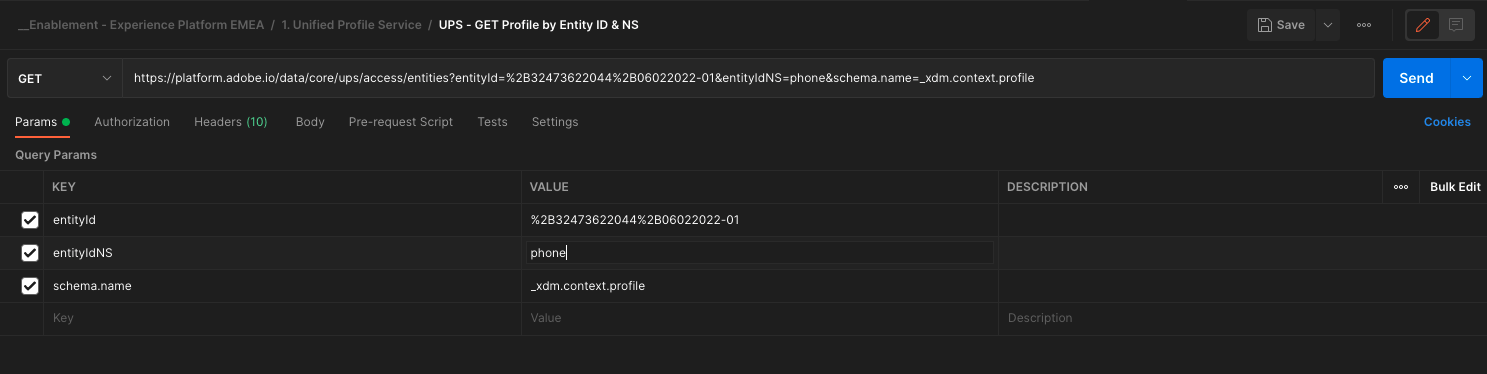 __Enablement - Experience Platform EMEA / 1. Unified Profile Service / UPS - GET Profile by Entity ID & NS
Save
GET
https://platform.adobe.io/data/core/ups/access/entities?entityId=%2B32473622044%2B06022022-01&entityIdNS=phone&schema.name=_xdm.context.profile
Send
Params Authorization Headers (10) Body Pre-request Script Tests Settings Cookies
Query Params
KEY VALUE DESCRIPTION Bulk Edit
entityId %2B32473622044%2B06022022-01
entityIdNS phone
schema.name _xdm.context.profile
Key Value Description